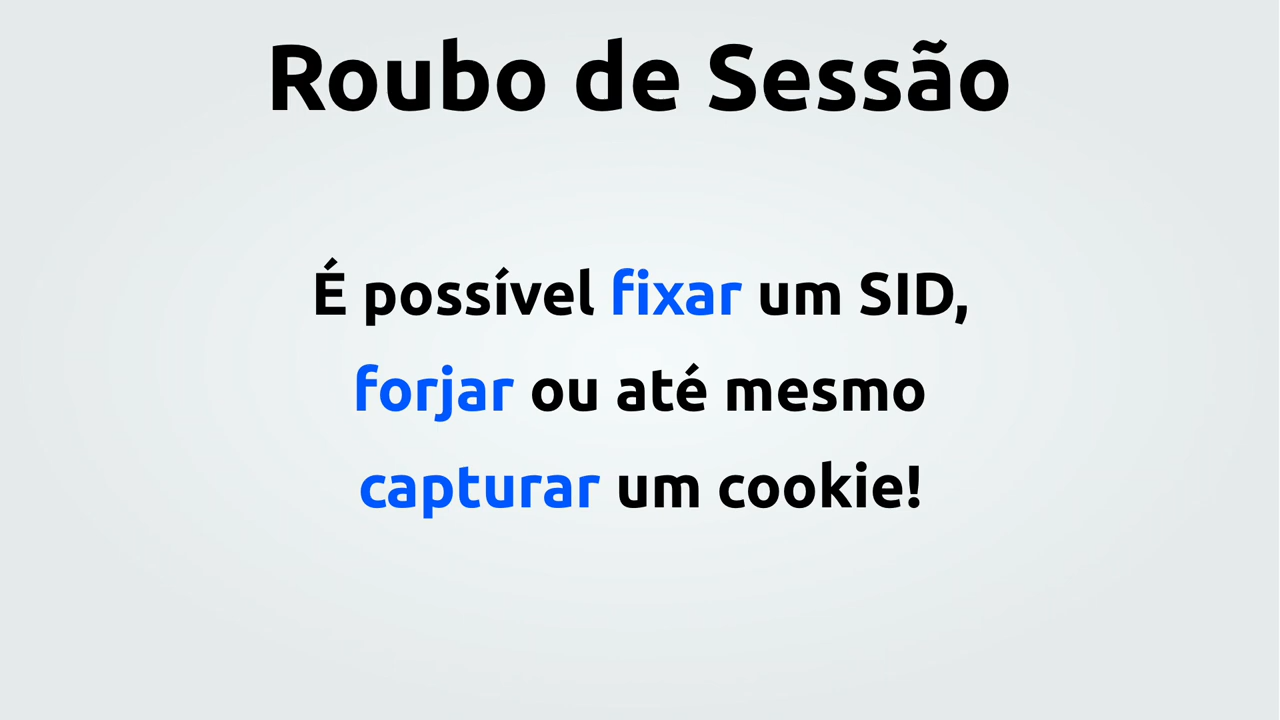 Roubo de Sessão
É possível fixar um SID,
forjar ou até mesmo
capturar um cookie!